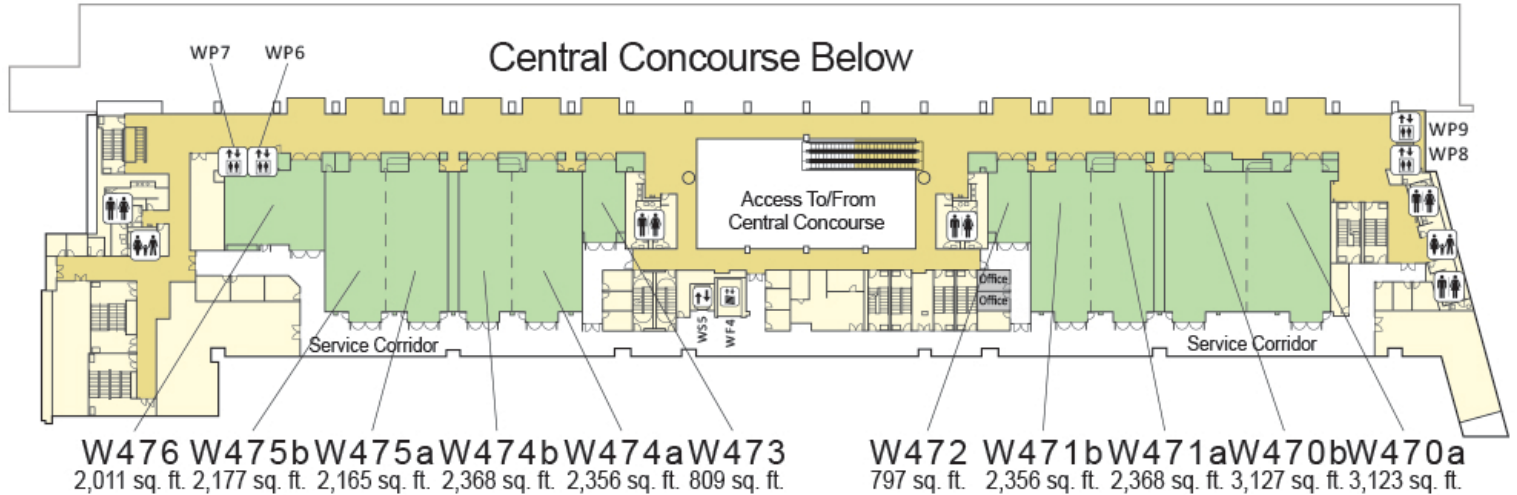 Central Concourse Below
WP7 WP6
WP9
WP8
Access To/From
Central Concourse
Office
Office
WS5
WF4
Service Corridor
Service Corridor
W476 W475b W475a W474b W474a W473 W472 W471b W471a W470b W470a
2,011 sq. ft. 2,177 sq. ft. 2,165 sq. ft. 2,368 sq. ft. 2,356 sq. ft. 809 sq. ft. 797 sq. ft. 2,356 sq. ft. 2,368 sq. ft. 3,127 sq. ft. 3,123 sq. ft.